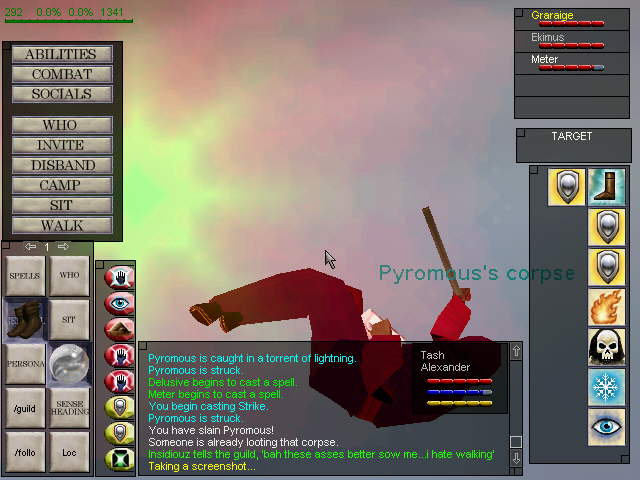 292 0.0% 0.0% 1341
ABILITIES
COMBAT
SOCIALS
WHO
INVITE
DISBAND
CAMP
SIT
WALK
1
SPELLS
WHO
SIT
PERSONA
/guild
SENSE HEADING
/follo
Loc
Graraige
Ekimus
Meter
TARGET
Pyromous's corpse
Pyromous is caught in a torrent of lightning.
Pyromous is struck.
Delusive begins to cast a spell.
Meter begins to cast a spell.
You begin casting Strike.
Pyromous is struck.
You have slain Pyromous!
Someone is already looting that corpse.
Insidiouz tells the guild, 'bah these asses better sow me...i hate walking'
Taking a screenshot...
Tash
Alexander